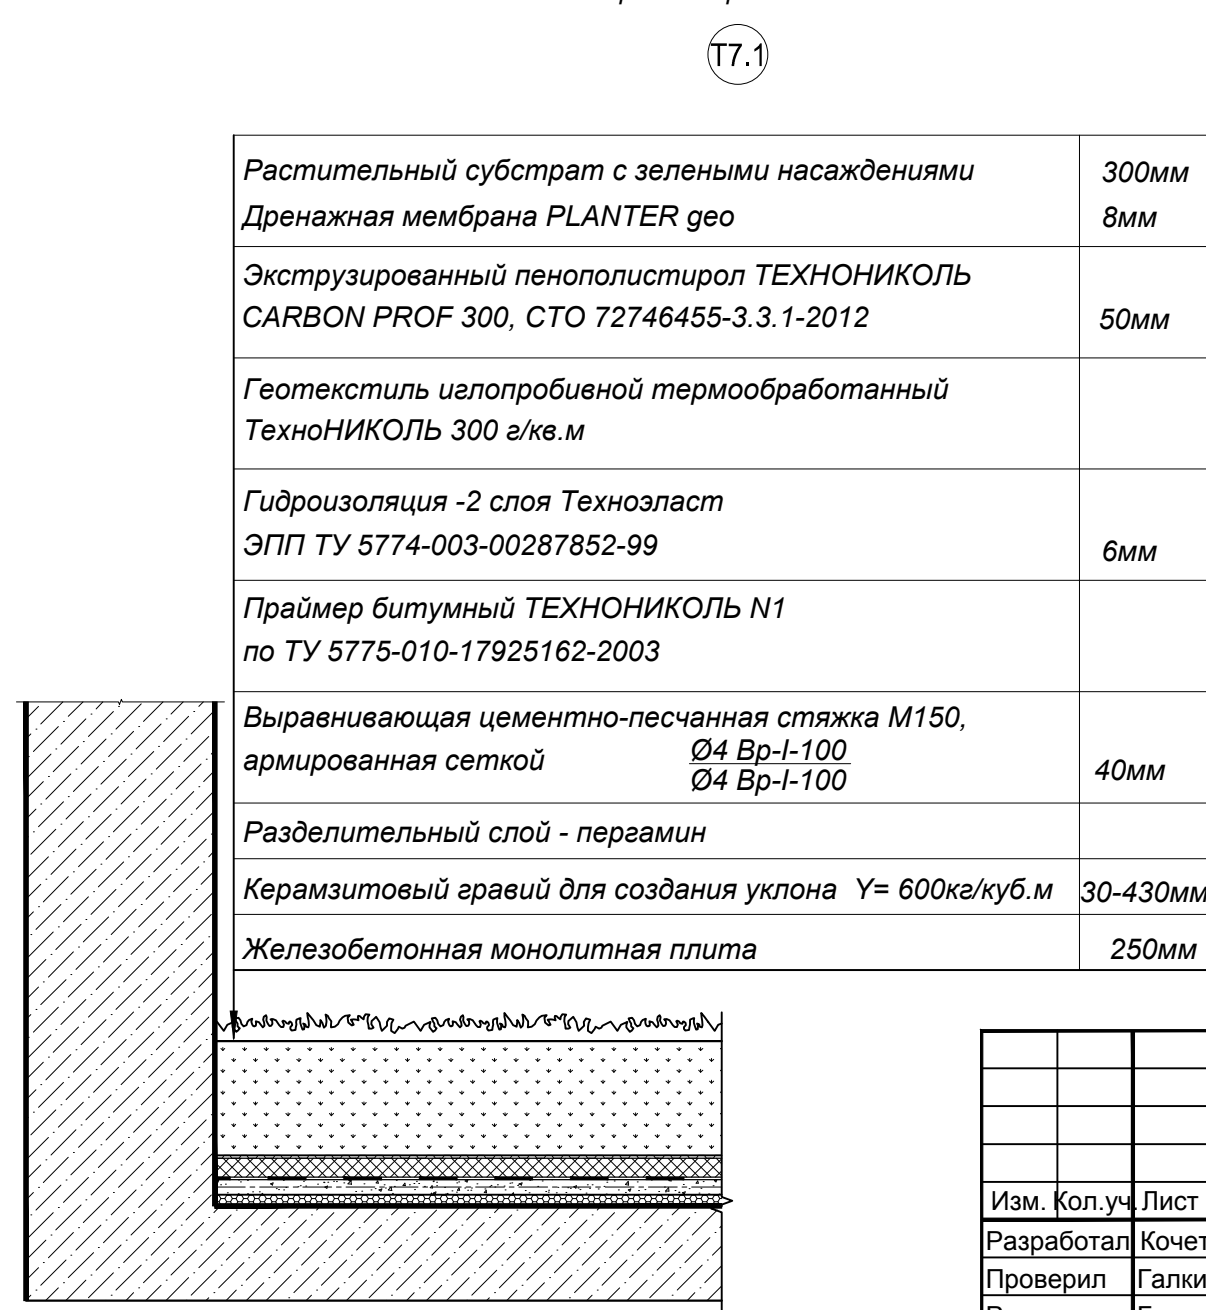 T7.1
Растительный субстрат с зелеными насаждениями 300мм
Дренажная мембрана PLANTER geo 8мм
Экструзированный пенополистирол ТЕХНОНИКОЛЬ
CARBON PROF 300, СТО 72746455-3.3.1-2012 50мм
Геотекстиль иглопробивной термообработанный
ТехноНИКОЛЬ 300 г/кв.м
Гидроизоляция -2 слоя Техноэласт
ЭПП ТУ 5774-003-00287852-99 6мм
Праймер битумный ТЕХНОНИКОЛЬ N1
по ТУ 5775-010-17925162-2003
Выравнивающая цементно-песчанная стяжка М150,
армированная сеткой Ø4 Вр-I-100 40мм
Ø4 Вр-I-100
Разделительный слой - пергамин
Керамзитовый гравий для создания уклона Y= 600кг/куб.м 30-430мм
Железобетонная монолитная плита 250мм
Изм. Кол.уч. Лист
Разработал Кочет
Проверил Галки